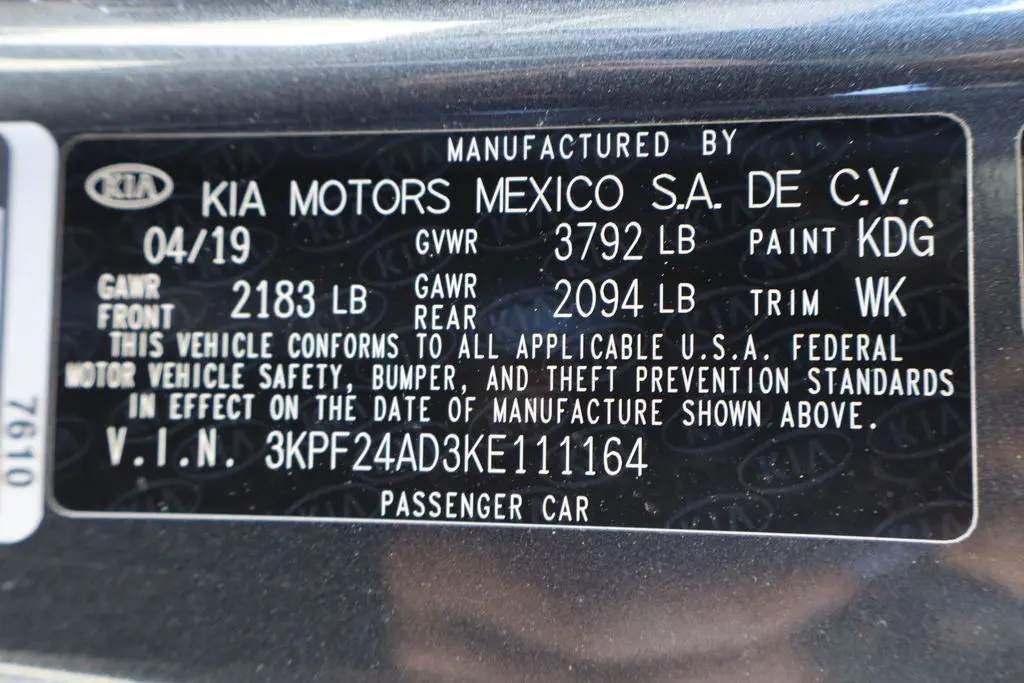 MANUFACTURED BY
KIA KIA MOTORS MEXICO S.A. DE C.V.
04/19 GVWR 3792 LB PAINT KDG
GAWR FRONT 2183 LB GAWR REAR 2094 LB TRIM WK
THIS VEHICLE CONFORMS TO ALL APPLICABLE U.S.A. FEDERAL
MOTOR VEHICLE SAFETY, BUMPER, AND THEFT PREVENTION STANDARDS
IN EFFECT ON THE DATE OF MANUFACTURE SHOWN ABOVE.
V.I.N. 3KPF24AD3KE111164
PASSENGER CAR
7610